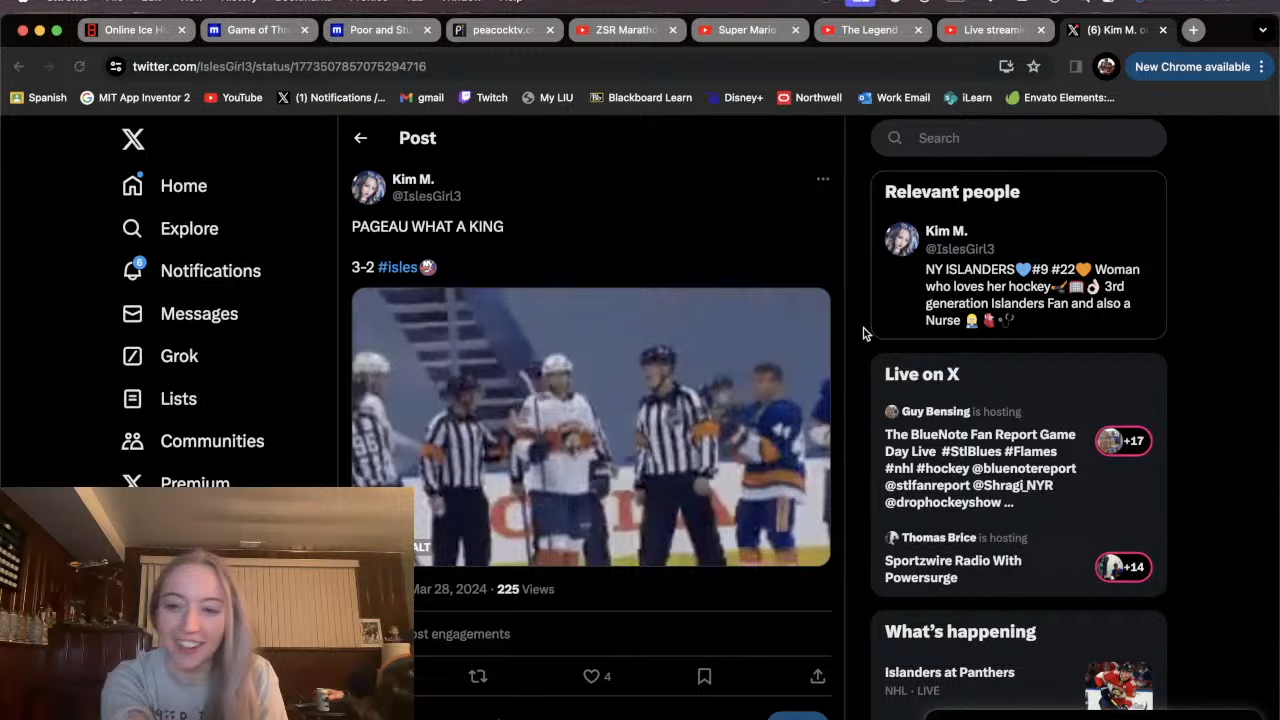 Online Ice Ho
Game of Thr
Poor and Stu
peacocktv.c
ZSR Marath
Super Mario
The Legend
Live streami
(6) Kim M. o
twitter.com/IslesGirl3/status/1773507857075294716
New Chrome available
Spanish
MIT App Inventor 2
YouTube
(1) Notifications /...
gmail
Twitch
My LIU
Blackboard Learn
Disney+
Northwell
Work Email
iLearn
Envato Elements:...
Home
Explore
6
Notifications
Messages
Grok
Lists
Communities
Premium
Post
Kim M.
@IslesGirl3
PAGEAU WHAT A KING
3-2 #isles
ALT
Mar 28, 2024 · 225 Views
ost engagements
4
Search
Relevant people
Kim M.
@IslesGirl3
NY ISLANDERS💙#9 #22🧡 Woman
who loves her hockey🏒🥅👌🏻 3rd
generation Islanders Fan and also a
Nurse 👩🏼‍⚕️🫀🩺
Live on X
Guy Bensing is hosting
The BlueNote Fan Report Game
Day Live #StlBlues #Flames
#nhl #hockey @bluenotereport
@stlfanreport @Shragi_NYR
@drophockeyshow ...
+17
Thomas Brice is hosting
Sportzwire Radio With
Powersurge
+14
What's happening
Islanders at Panthers
NHL · LIVE